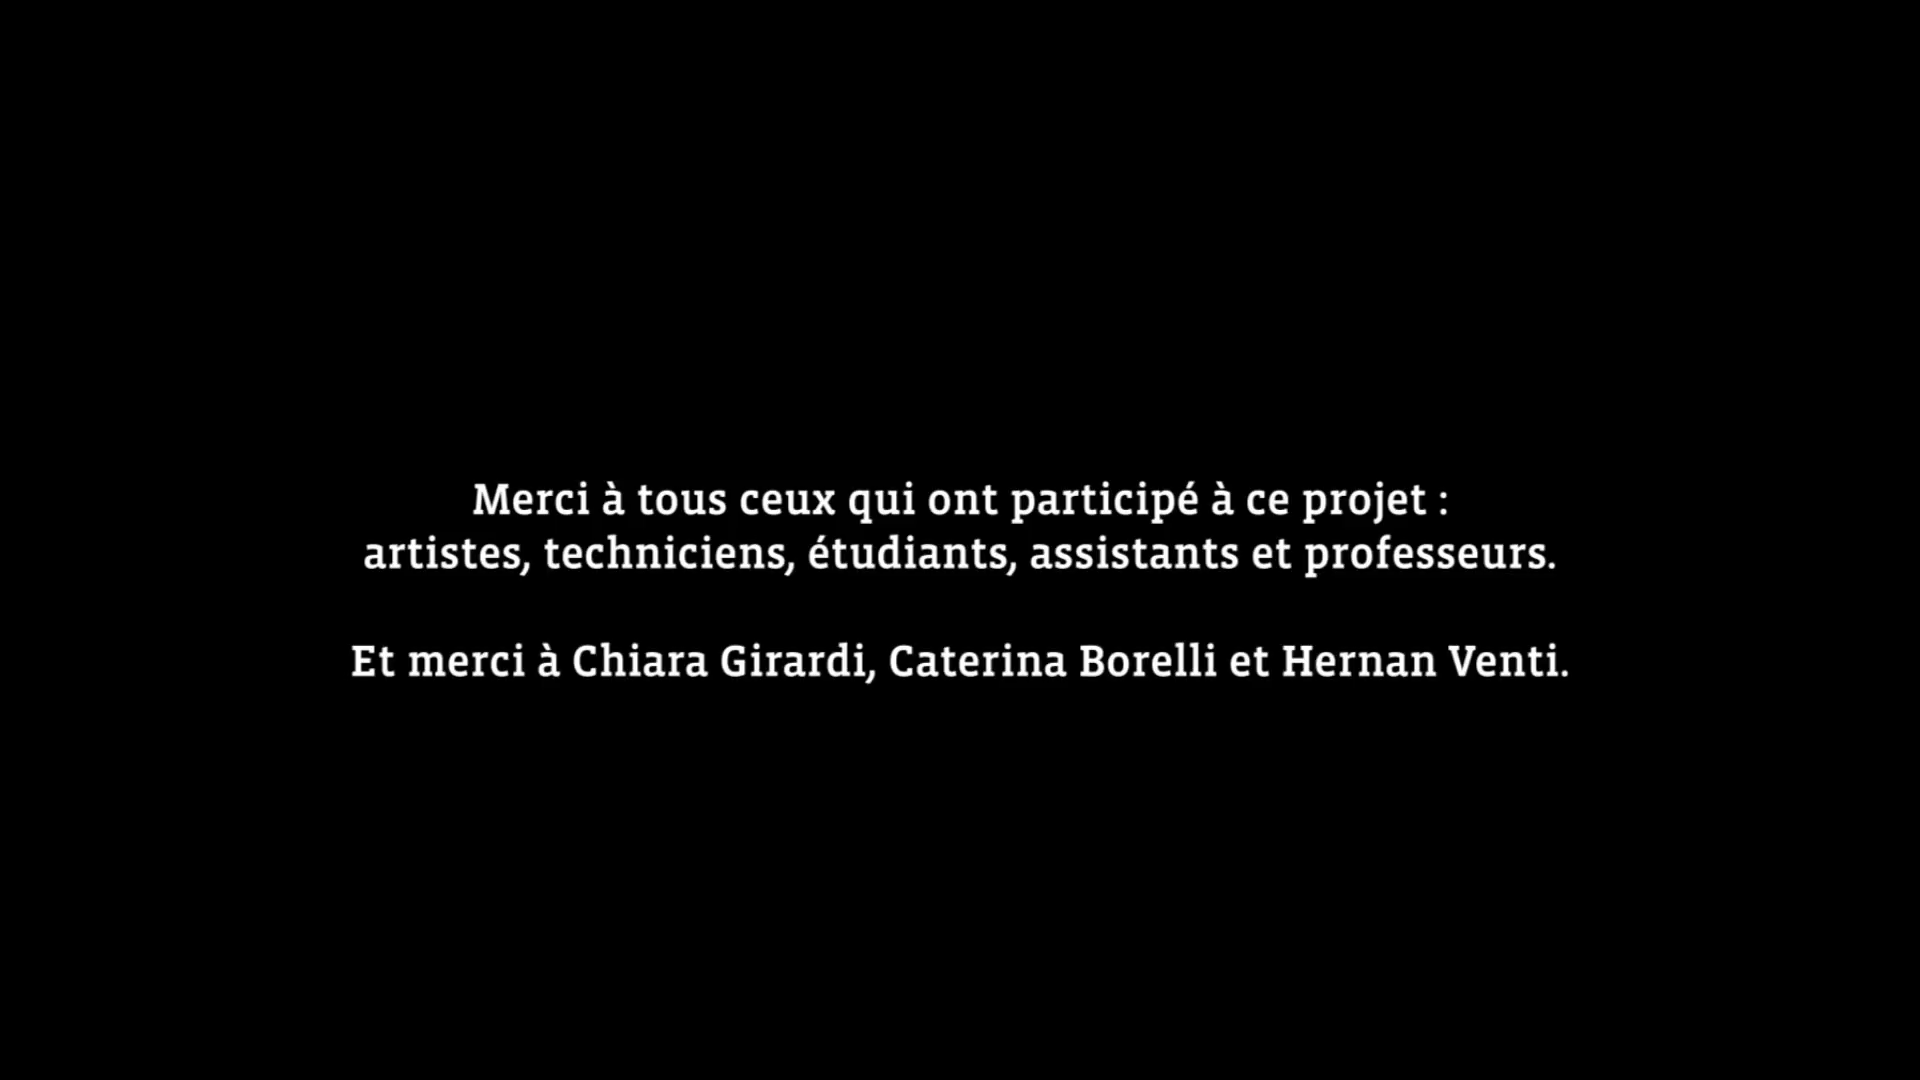 Merci à tous ceux qui ont participé à ce projet :
artistes, techniciens, étudiants, assistants et professeurs.
Et merci à Chiara Girardi, Caterina Borelli et Hernan Venti.